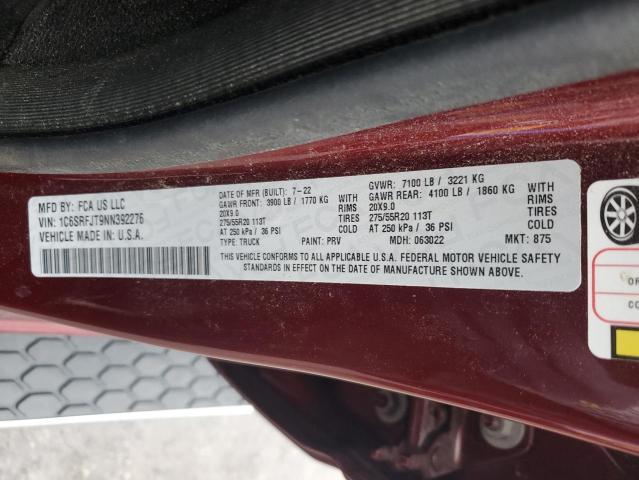 MFD BY: FCA US LLC
VIN: 1C6SRFJT9NN392276
VEHICLE MADE IN: U.S.A.
DATE OF MFR (BUILT): 7-22
GAWR FRONT: 3900 LB / 1770 KG WITH
20X9.0 RIMS
275/55R20 113T TIRES
AT 250 kPa / 36 PSI COLD
GVWR: 7100 LB / 3221 KG
GAWR REAR: 4100 LB / 1860 KG WITH
20X9.0 RIMS
275/55R20 113T TIRES
AT 250 kPa / 36 PSI COLD
TYPE: TRUCK PAINT: PRV MDH: 063022 MKT: 875
THIS VEHICLE CONFORMS TO ALL APPLICABLE U.S.A. FEDERAL MOTOR VEHICLE SAFETY
STANDARDS IN EFFECT ON THE DATE OF MANUFACTURE SHOWN ABOVE.
OR
CO